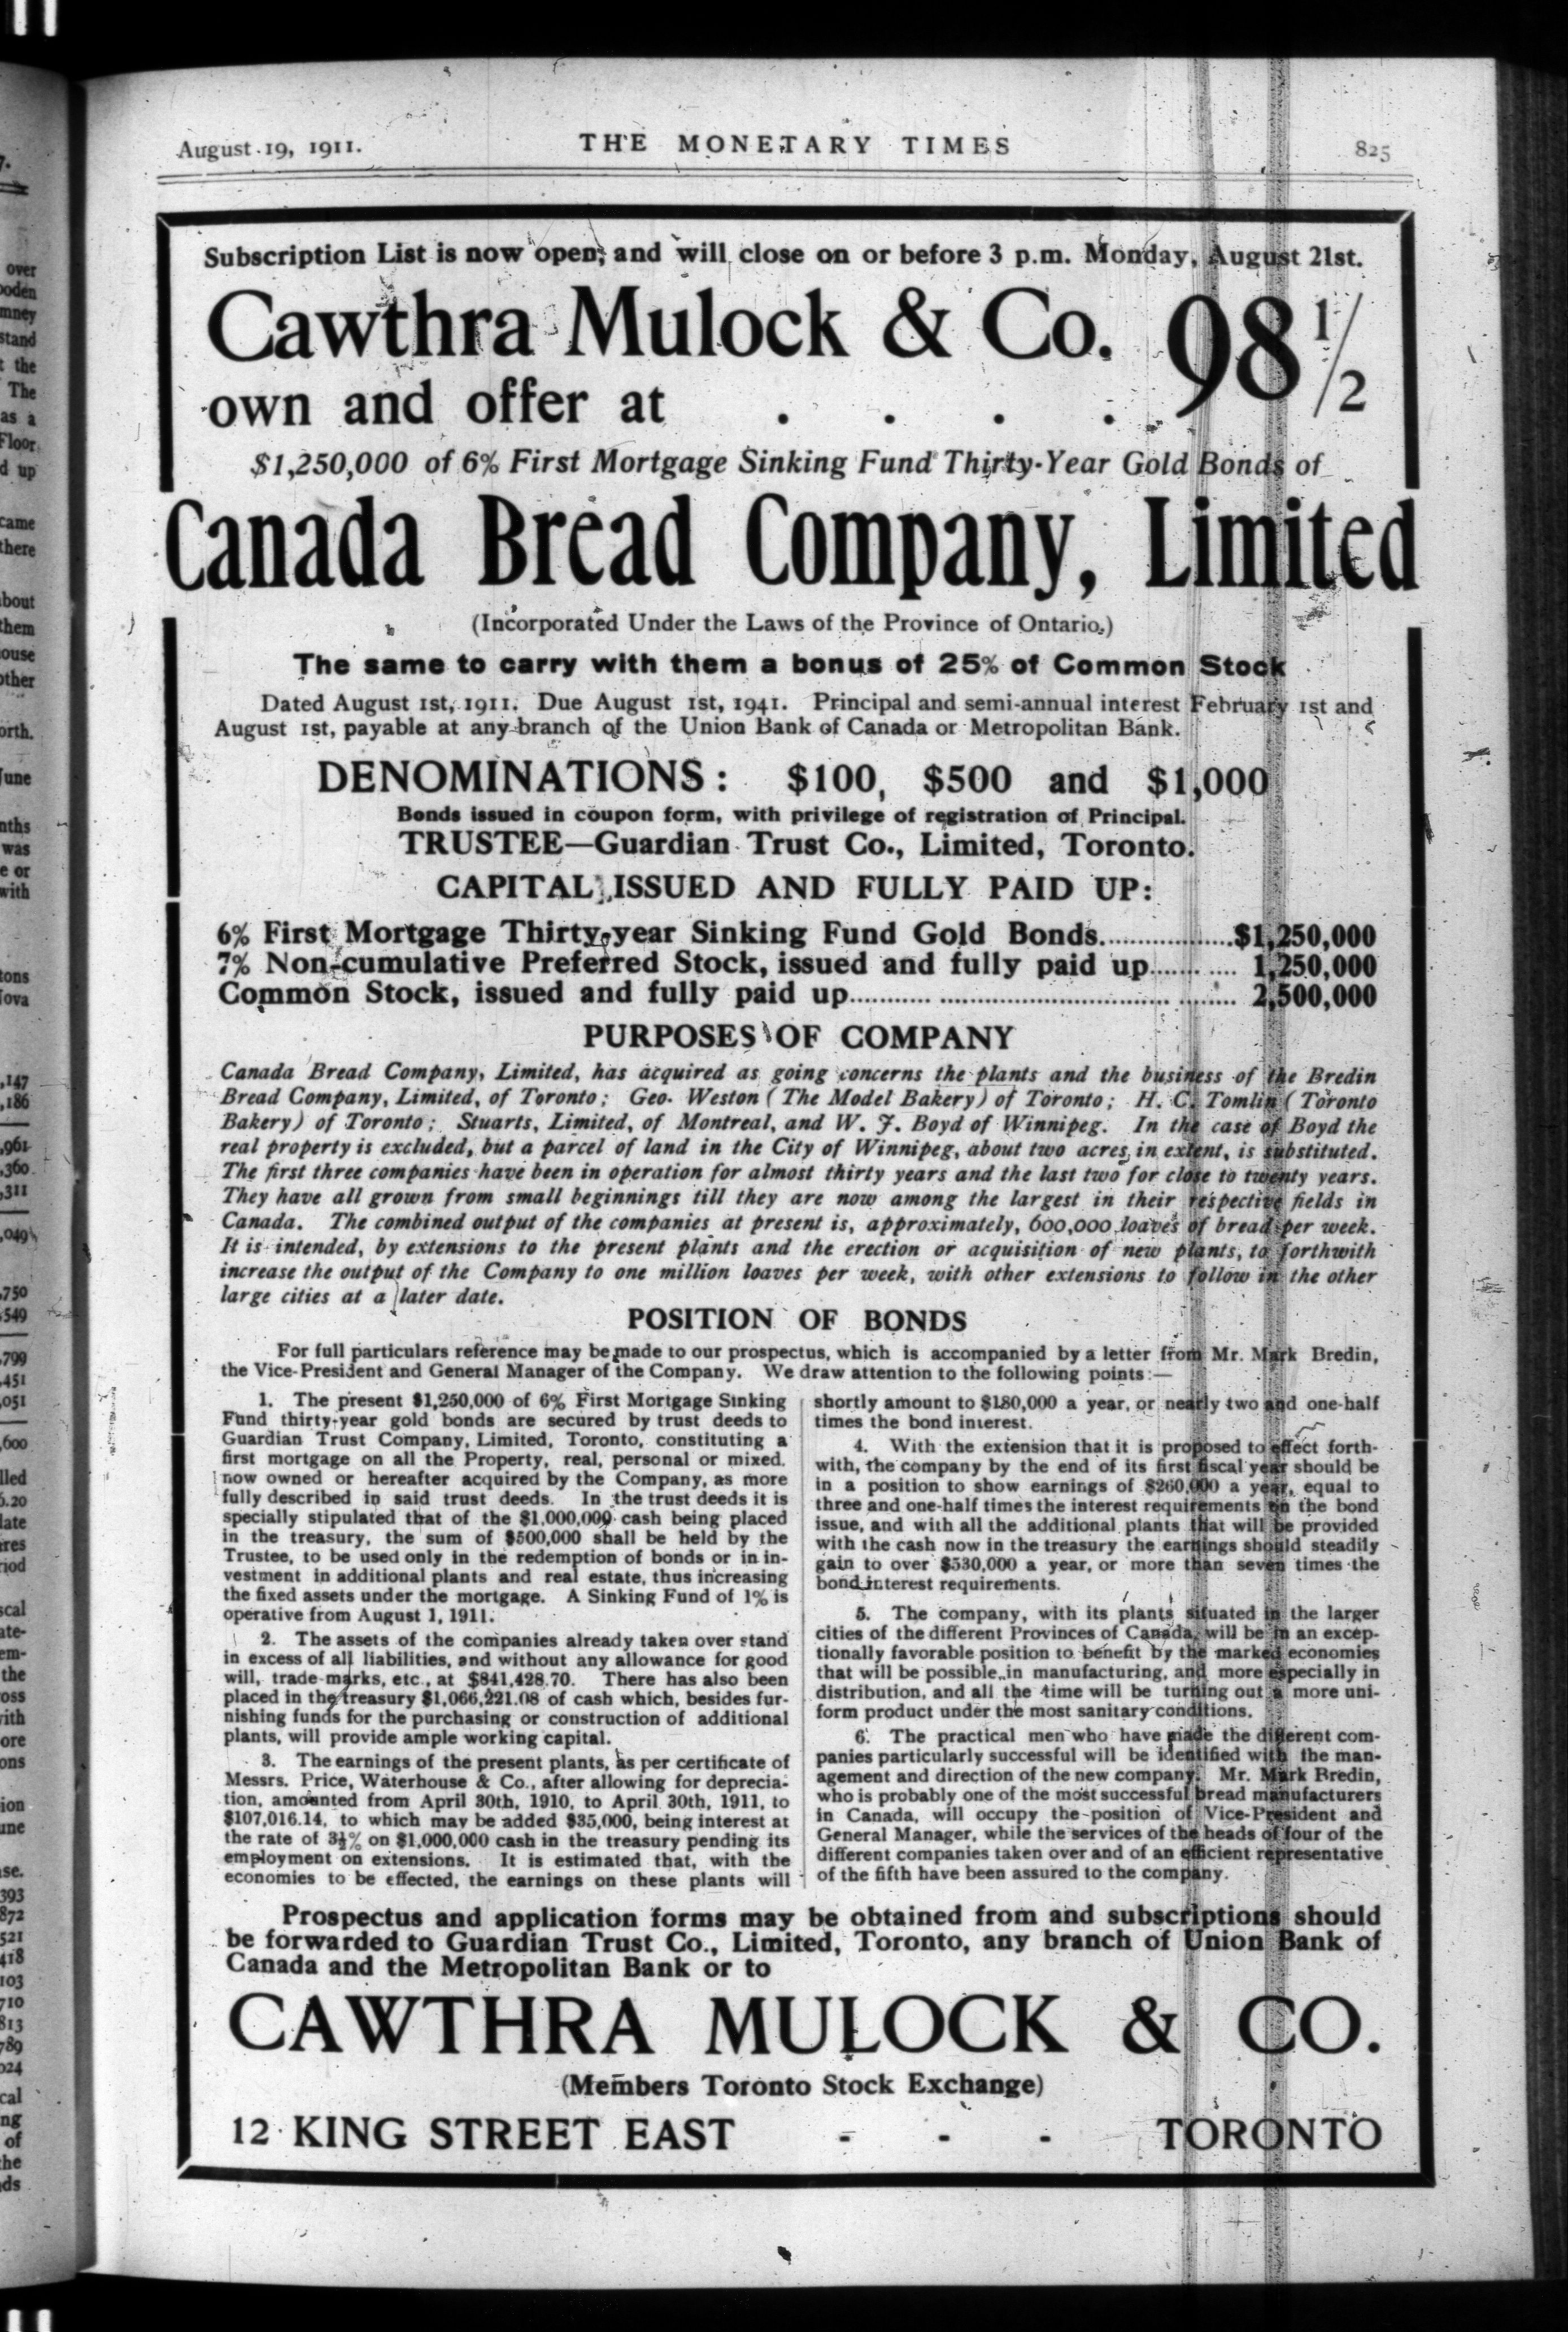 August 19, 1911.
THE MONETARY TIMES
825
Subscription List is now open, and will close on or before 3 p.m. Monday, August 21st.
Cawthra Mulock & Co. 98 1/2
own and offer at . . . .
$1,250,000 of 6% First Mortgage Sinking Fund Thirty-Year Gold Bonds of
Canada Bread Company, Limited
(Incorporated Under the Laws of the Province of Ontario.)
The same to carry with them a bonus of 25% of Common Stock
Dated August 1st, 1911. Due August 1st, 1941. Principal and semi-annual interest February 1st and
August 1st, payable at any branch of the Union Bank of Canada or Metropolitan Bank.
DENOMINATIONS: $100, $500 and $1,000
Bonds issued in coupon form, with privilege of registration of Principal.
TRUSTEE—Guardian Trust Co., Limited, Toronto.
CAPITAL ISSUED AND FULLY PAID UP:
6% First Mortgage Thirty-year Sinking Fund Gold Bonds..................$1,250,000
7% Non-cumulative Preferred Stock, issued and fully paid up........... 1,250,000
Common Stock, issued and fully paid up.................................................... 2,500,000
PURPOSES OF COMPANY
Canada Bread Company, Limited, has acquired as going concerns the plants and the business of the Bredin
Bread Company, Limited, of Toronto; Geo. Weston (The Model Bakery) of Toronto; H. C. Tomlin (Toronto
Bakery) of Toronto; Stuarts, Limited, of Montreal, and W. J. Boyd of Winnipeg. In the case of Boyd the
real property is excluded, but a parcel of land in the City of Winnipeg, about two acres in extent, is substituted.
The first three companies have been in operation for almost thirty years and the last two for close to twenty years.
They have all grown from small beginnings till they are now among the largest in their respective fields in
Canada. The combined output of the companies at present is, approximately, 600,000 loaves of bread per week.
It is intended, by extensions to the present plants and the erection or acquisition of new plants, to forthwith
increase the output of the Company to one million loaves per week, with other extensions to follow in the other
large cities at a later date.
POSITION OF BONDS
For full particulars reference may be made to our prospectus, which is accompanied by a letter from Mr. Mark Bredin,
the Vice-President and General Manager of the Company. We draw attention to the following points:—
1. The present $1,250,000 of 6% First Mortgage Sinking
Fund thirty-year gold bonds are secured by trust deeds to
Guardian Trust Company, Limited, Toronto, constituting a
first mortgage on all the Property, real, personal or mixed,
now owned or hereafter acquired by the Company, as more
fully described in said trust deeds. In the trust deeds it is
specially stipulated that of the $1,000,000 cash being placed
in the treasury, the sum of $500,000 shall be held by the
Trustee, to be used only in the redemption of bonds or in in-
vestment in additional plants and real estate, thus increasing
the fixed assets under the mortgage. A Sinking Fund of 1% is
operative from August 1, 1911.
2. The assets of the companies already taken over stand
in excess of all liabilities, and without any allowance for good
will, trade-marks, etc., at $841,428.70. There has also been
placed in the treasury $1,066,221.08 of cash which, besides fur-
nishing funds for the purchasing or construction of additional
plants, will provide ample working capital.
3. The earnings of the present plants, as per certificate of
Messrs. Price, Waterhouse & Co., after allowing for deprecia-
tion, amounted from April 30th, 1910, to April 30th, 1911, to
$107,016.14, to which may be added $35,000, being interest at
the rate of 3½% on $1,000,000 cash in the treasury pending its
employment on extensions. It is estimated that, with the
economies to be effected, the earnings on these plants will
shortly amount to $180,000 a year, or nearly two and one-half
times the bond interest.
4. With the extension that it is proposed to effect forth-
with, the company by the end of its first fiscal year should be
in a position to show earnings of $260,000 a year, equal to
three and one-half times the interest requirements on the bond
issue, and with all the additional plants that will be provided
with the cash now in the treasury the earnings should steadily
gain to over $530,000 a year, or more than seven times the
bond interest requirements.
5. The company, with its plants situated in the larger
cities of the different Provinces of Canada, will be in an excep-
tionally favorable position to benefit by the marked economies
that will be possible in manufacturing, and more especially in
distribution, and all the time will be turning out a more uni-
form product under the most sanitary conditions.
6. The practical men who have made the different com-
panies particularly successful will be identified with the man-
agement and direction of the new company. Mr. Mark Bredin,
who is probably one of the most successful bread manufacturers
in Canada, will occupy the position of Vice-President and
General Manager, while the services of the heads of four of the
different companies taken over and of an efficient representative
of the fifth have been assured to the company.
Prospectus and application forms may be obtained from and subscriptions should
be forwarded to Guardian Trust Co., Limited, Toronto, any branch of Union Bank of
Canada and the Metropolitan Bank or to
CAWTHRA MULOCK & CO.
(Members Toronto Stock Exchange)
12 KING STREET EAST - - - TORONTO